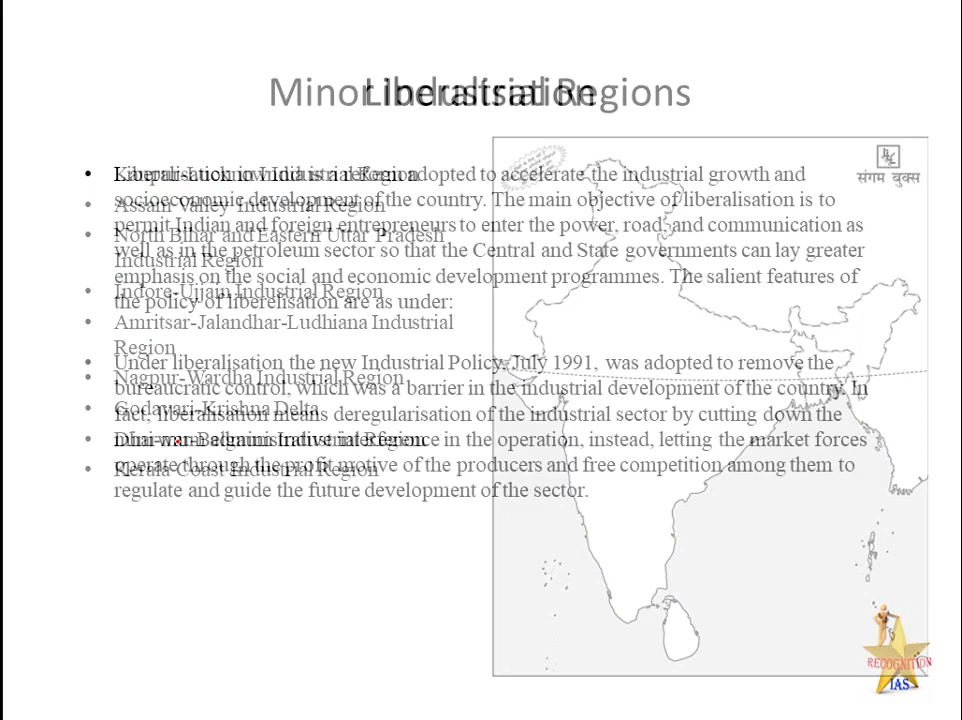 Minor Industrial Regions
Liberalisation
• Kanpur-Lucknow Industrial Region
• Assam Valley Industrial Region
• North Bihar and Eastern Uttar Pradesh
Industrial Region
• Indore-Ujjain Industrial Region
• Amritsar-Jalandhar-Ludhiana Industrial
Region
• Nagpur-Wardha Industrial Region
• Godavari-Krishna Delta
• Dharwar-Belgaum Industrial Region
• Kerala Coast Industrial Region
• Liberalisation in India is a reform adopted to accelerate the industrial growth and
socioeconomic development of the country. The main objective of liberalisation is to
permit Indian and foreign entrepreneurs to enter the power, road, and communication as
well as in the petroleum sector so that the Central and State governments can lay greater
emphasis on the social and economic development programmes. The salient features of
the policy of liberelisation are as under:
• Under liberalisation the new Industrial Policy, July 1991, was adopted to remove the
bureaucratic control, which was a barrier in the industrial development of the country. In
fact, liberalisation means deregularisation of the industrial sector by cutting down the
administrative interference in the operation, instead, letting the market forces
operate through the profit motive of the producers and free competition among them to
regulate and guide the future development of the sector.
संगम बुक्स
RECOGNITION
IAS